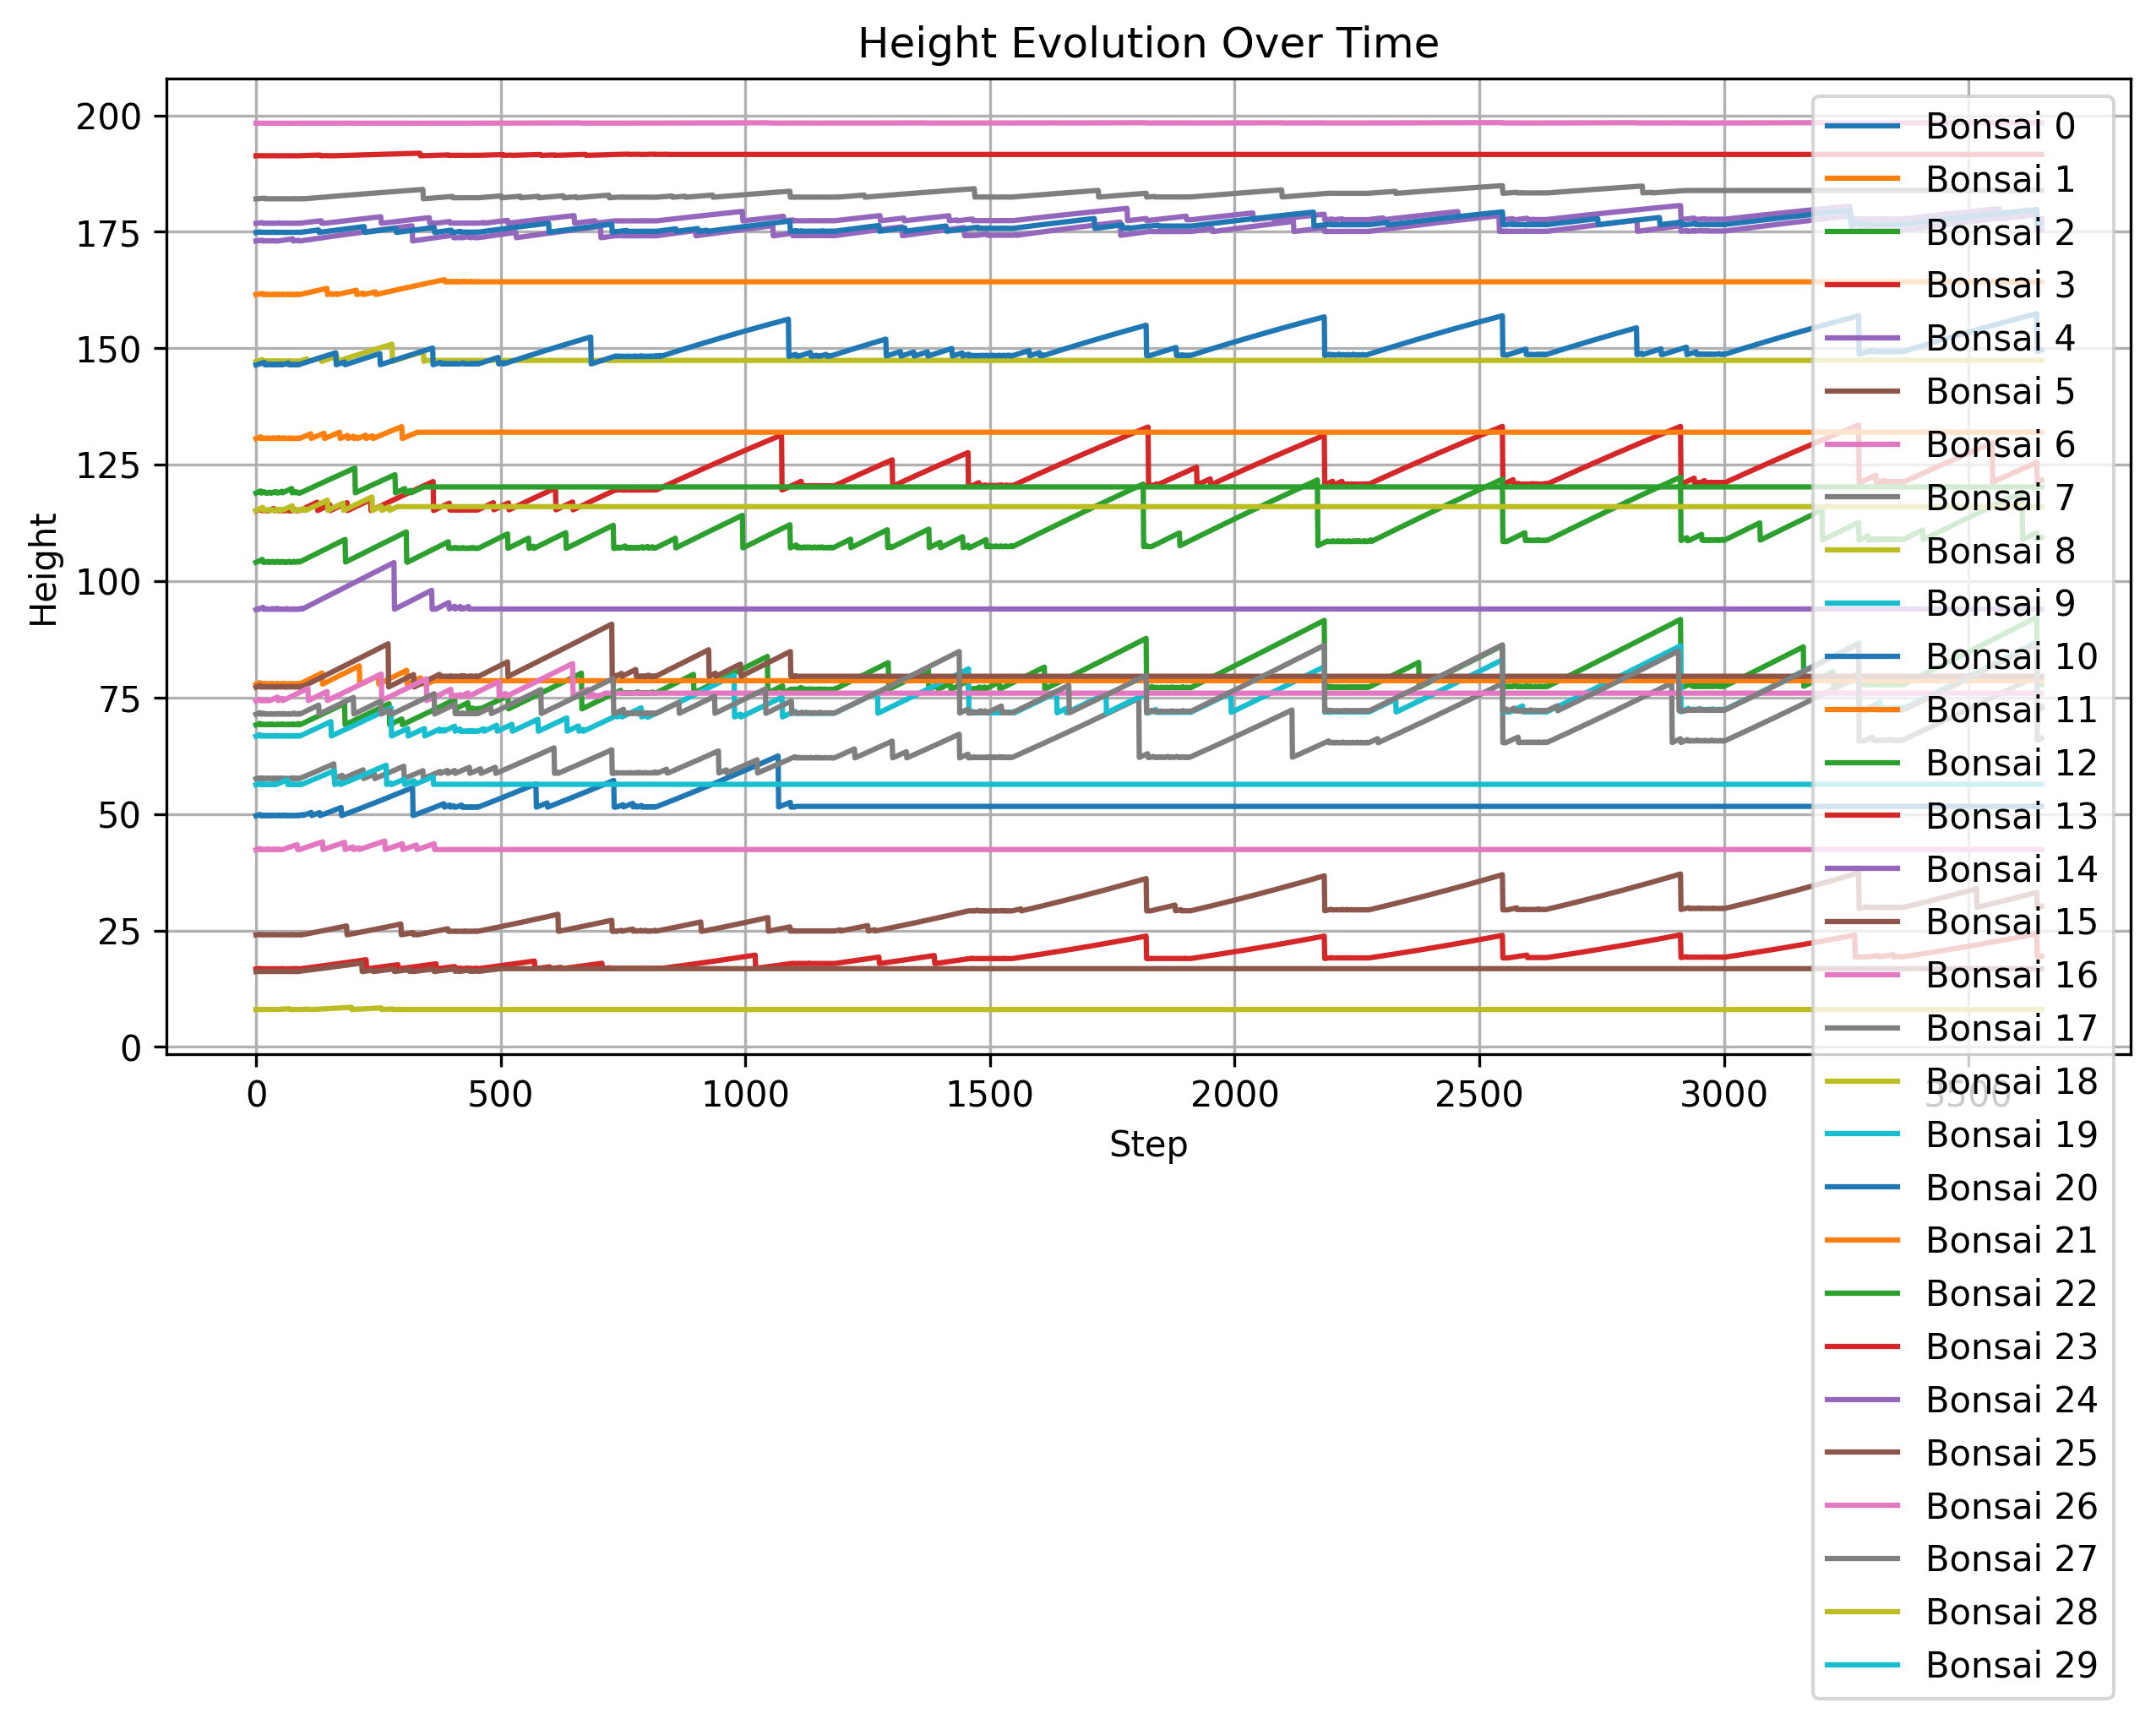 Height Evolution Over Time
Height
200
175
150
125
100
75
50
25
0
0 500 1000 1500 2000 2500 3000 3500
Step
Bonsai 0
Bonsai 1
Bonsai 2
Bonsai 3
Bonsai 4
Bonsai 5
Bonsai 6
Bonsai 7
Bonsai 8
Bonsai 9
Bonsai 10
Bonsai 11
Bonsai 12
Bonsai 13
Bonsai 14
Bonsai 15
Bonsai 16
Bonsai 17
Bonsai 18
Bonsai 19
Bonsai 20
Bonsai 21
Bonsai 22
Bonsai 23
Bonsai 24
Bonsai 25
Bonsai 26
Bonsai 27
Bonsai 28
Bonsai 29